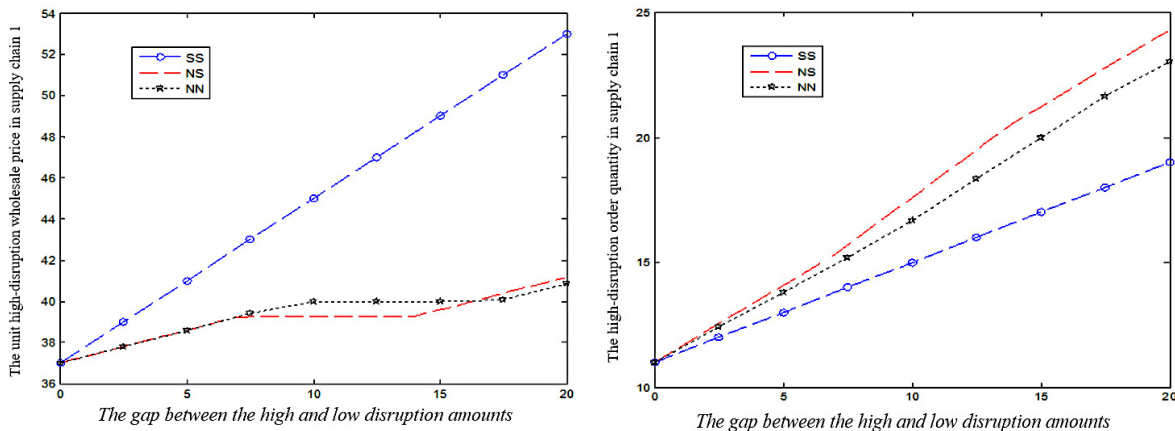 The unit high-disruption wholesale price in supply chain 1
54
52
50
48
46
44
42
40
38
36
SS
NS
NN
0
5
10
15
20
The gap between the high and low disruption amounts
The high-disruption order quantity in supply chain 1
25
20
15
10
SS
NS
NN
0
5
10
15
20
The gap between the high and low disruption amounts